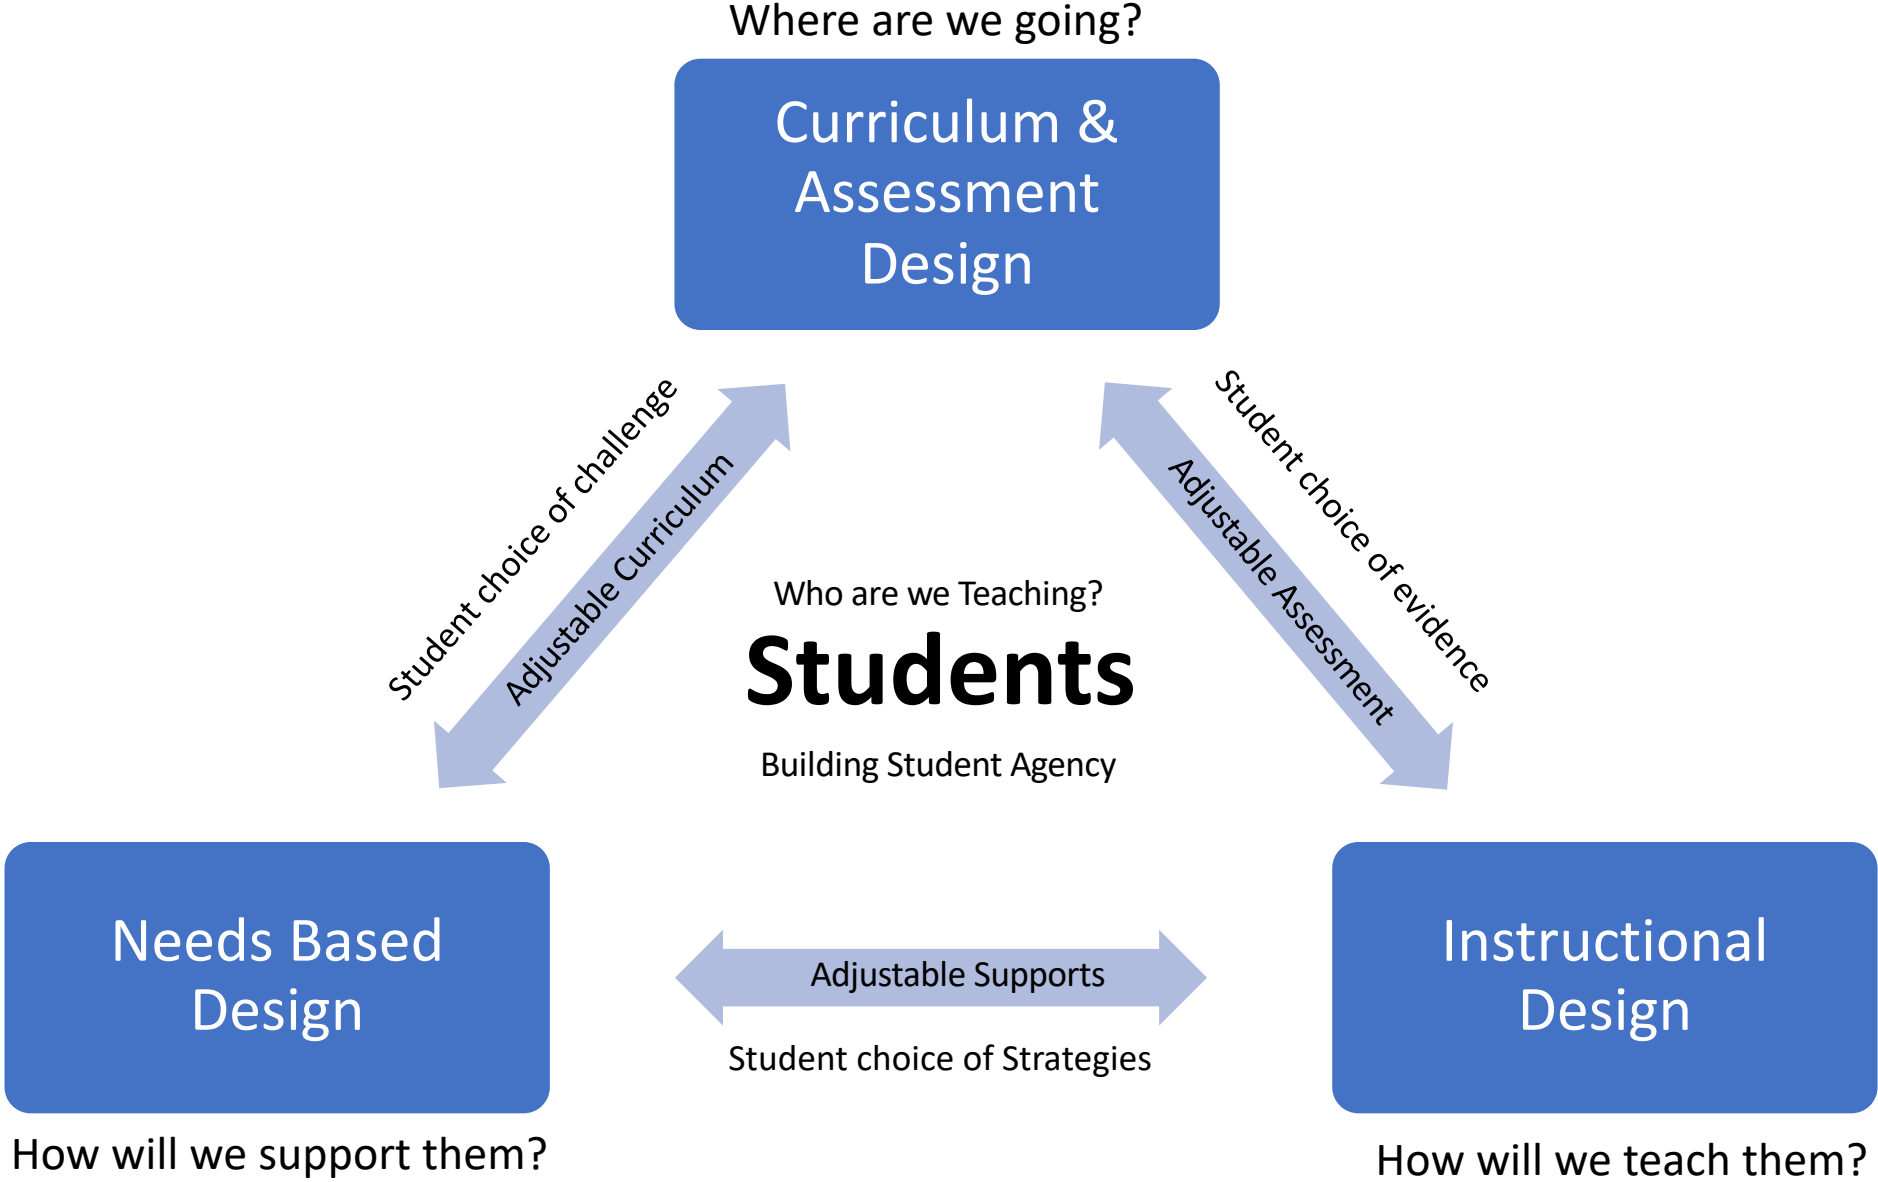 Where are we going?
Curriculum &
Assessment
Design
Student choice of challenge
Adjustable Curriculum
Adjustable Assessment
Student choice of evidence
Who are we Teaching?
Students
Building Student Agency
Needs Based
Design
Adjustable Supports
Student choice of Strategies
Instructional
Design
How will we support them?
How will we teach them?